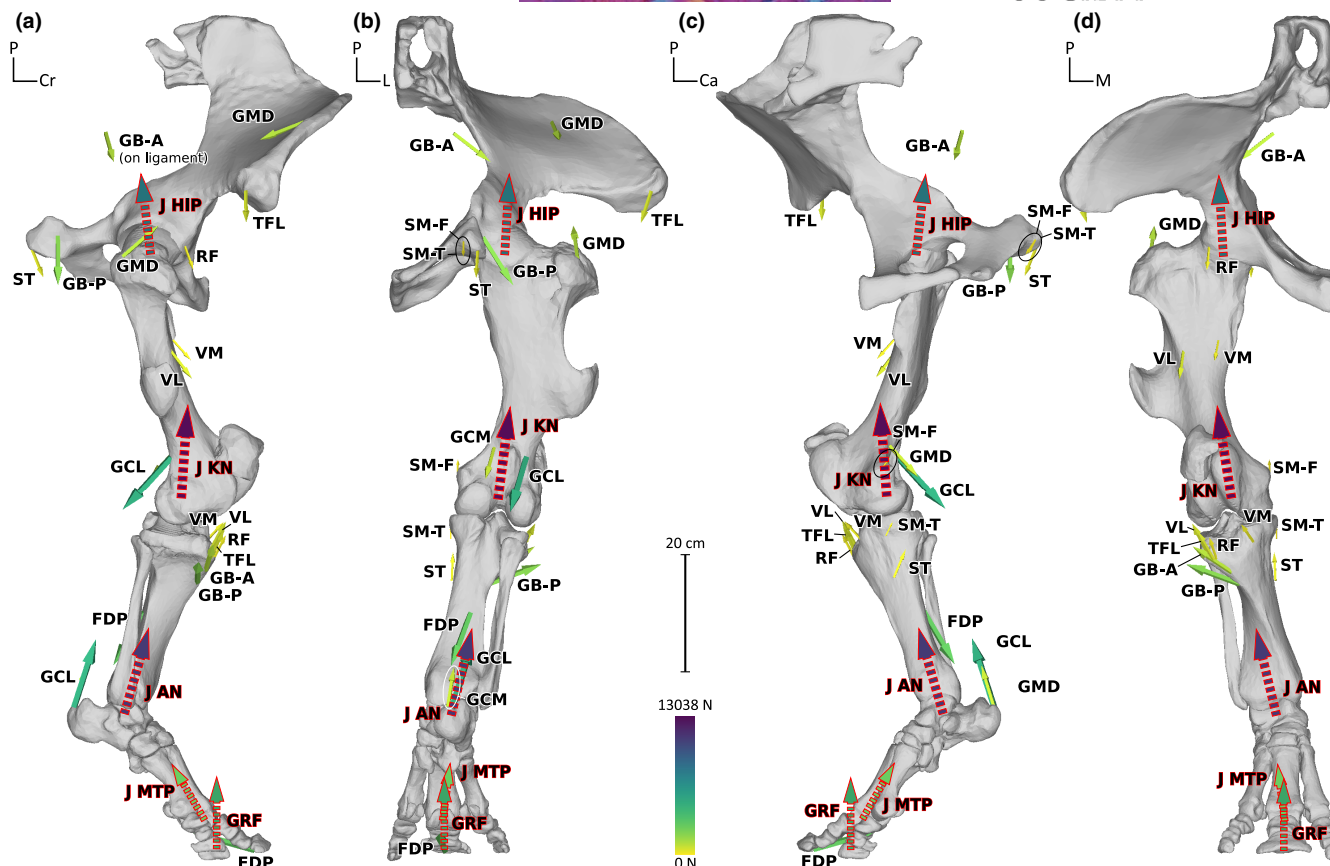 (a)
P
Cr
GMD
GB-A
(on ligament)
J HIP
TFL
ST
GB-P
GMD
RF
VM
VL
GCL
J KN
VM
VL
RF
TFL
GB-A
GB-P
FDP
GCL
J AN
J MTP
GRF
FDP
(b)
P
L
GMD
GB-A
J HIP
TFL
SM-F
SM-T
GMD
ST
GB-P
GCM
J KN
SM-F
GCL
SM-T
ST
GB-P
FDP
GCL
GCM
J AN
J MTP
GRF
FDP
20 cm
13038 N
0 N
(c)
P
Ca
GB-A
TFL
J HIP
SM-F
SM-T
GB-P
ST
VM
VL
SM-F
GMD
J KN
GCL
VL
VM
SM-T
TFL
RF
ST
FDP
GCL
J AN
GMD
GRF
J MTP
FDP
(d)
P
M
GB-A
J HIP
GMD
RF
VL
VM
SM-F
J KN
VL
VM
SM-T
TFL
RF
GB-A
ST
GB-P
J AN
J MTP
GRF